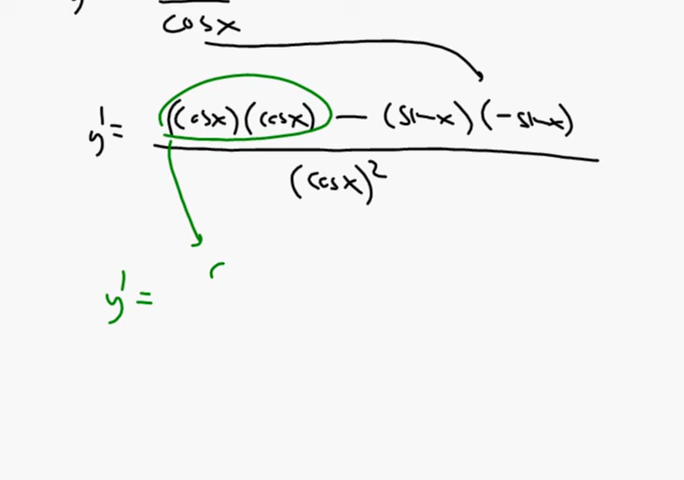 y
cosx
y' = ((cosx)(cosx) — (sinx)(-sinx)
(cosx)²
y' =